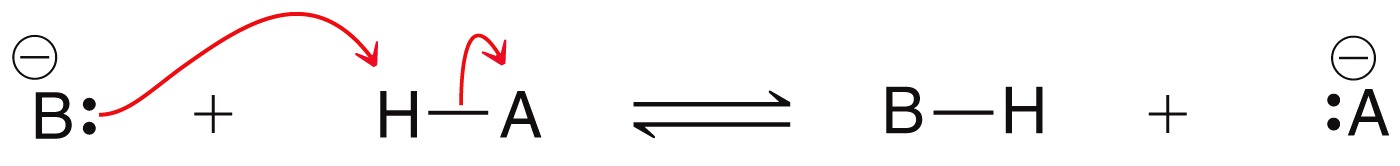 ⊖B: + H—A ⇌ B—H + :A⊖